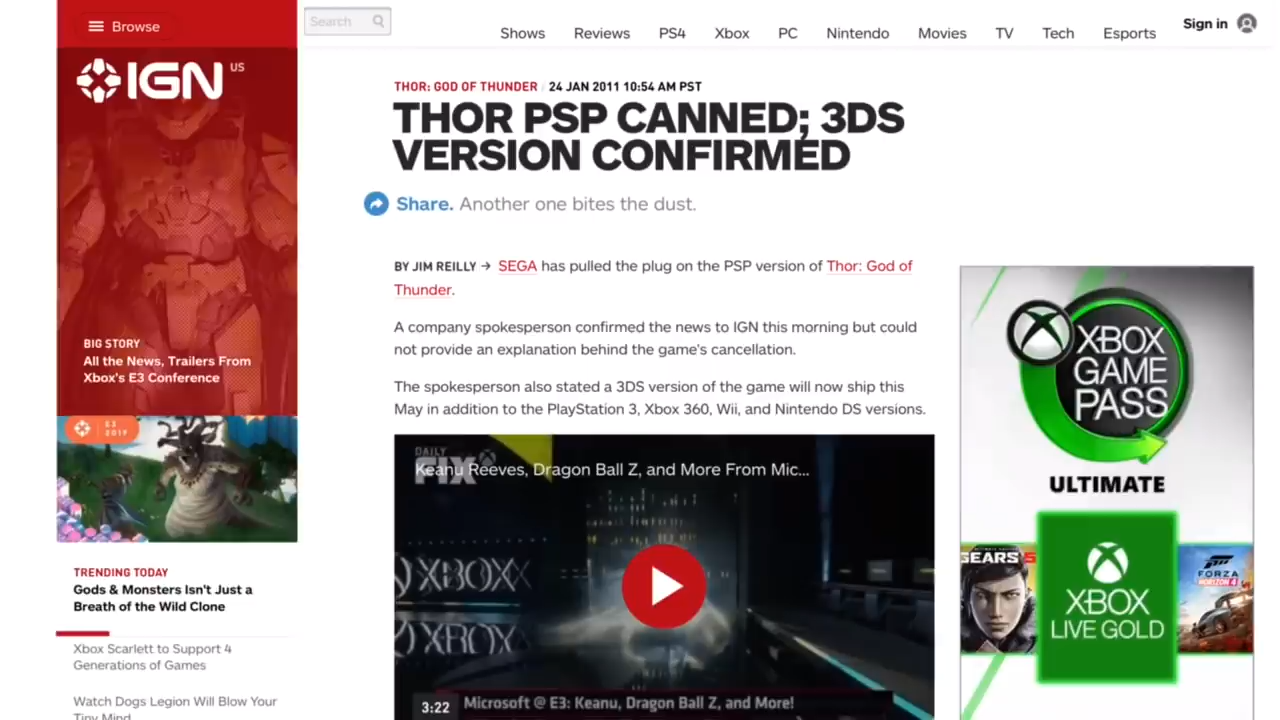 Browse
Search
Shows
Reviews
PS4
Xbox
PC
Nintendo
Movies
TV
Tech
Esports
Sign in
IGN US
BIG STORY
All the News, Trailers From
Xbox's E3 Conference
E3
2019
TRENDING TODAY
Gods & Monsters Isn't Just a
Breath of the Wild Clone
Xbox Scarlett to Support 4
Generations of Games
Watch Dogs Legion Will Blow Your
Tiny Mind
THOR: GOD OF THUNDER / 24 JAN 2011 10:54 AM PST
THOR PSP CANNED; 3DS
VERSION CONFIRMED
Share. Another one bites the dust.
BY JIM REILLY → SEGA has pulled the plug on the PSP version of Thor: God of
Thunder.
A company spokesperson confirmed the news to IGN this morning but could
not provide an explanation behind the game's cancellation.
The spokesperson also stated a 3DS version of the game will now ship this
May in addition to the PlayStation 3, Xbox 360, Wii, and Nintendo DS versions.
DAILY
FIX
Keanu Reeves, Dragon Ball Z, and More From Mic...
XBOX
XBOX
3:22
Microsoft @ E3: Keanu, Dragon Ball Z, and More!
XBOX
GAME
PASS
ULTIMATE
GEARS 5
XBOX
LIVE GOLD
FORZA
HORIZON 4